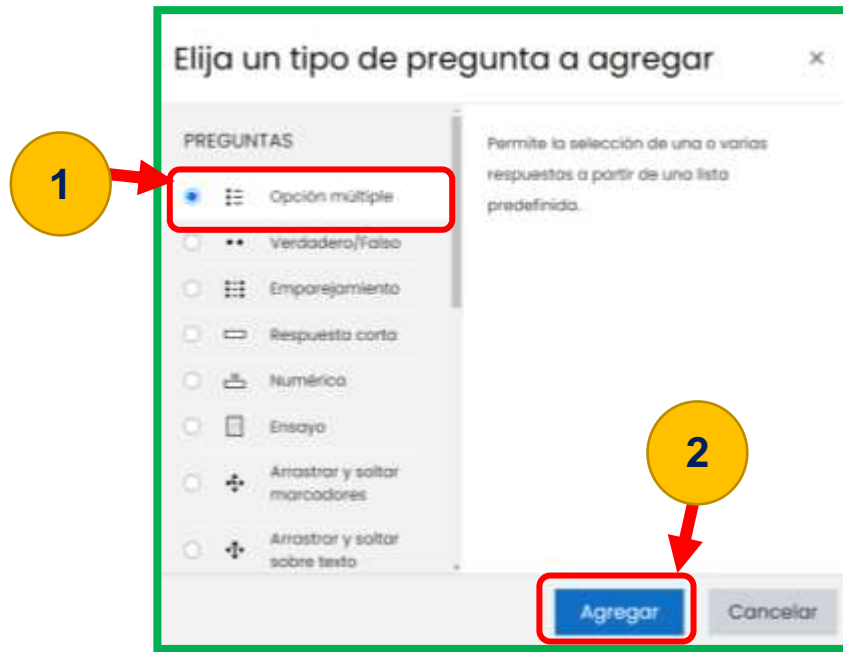 Elija un tipo de pregunta a agregar ×
PREGUNTAS
1
Opción múltiple
Verdadero/Falso
Emparejamiento
Respuesta corta
Numérica
Ensayo
Arrastrar y soltar
marcadores
Arrastrar y soltar
sobre texto
Permite la selección de una o varias
respuestas a partir de una lista
predefinida.
2
Agregar
Cancelar